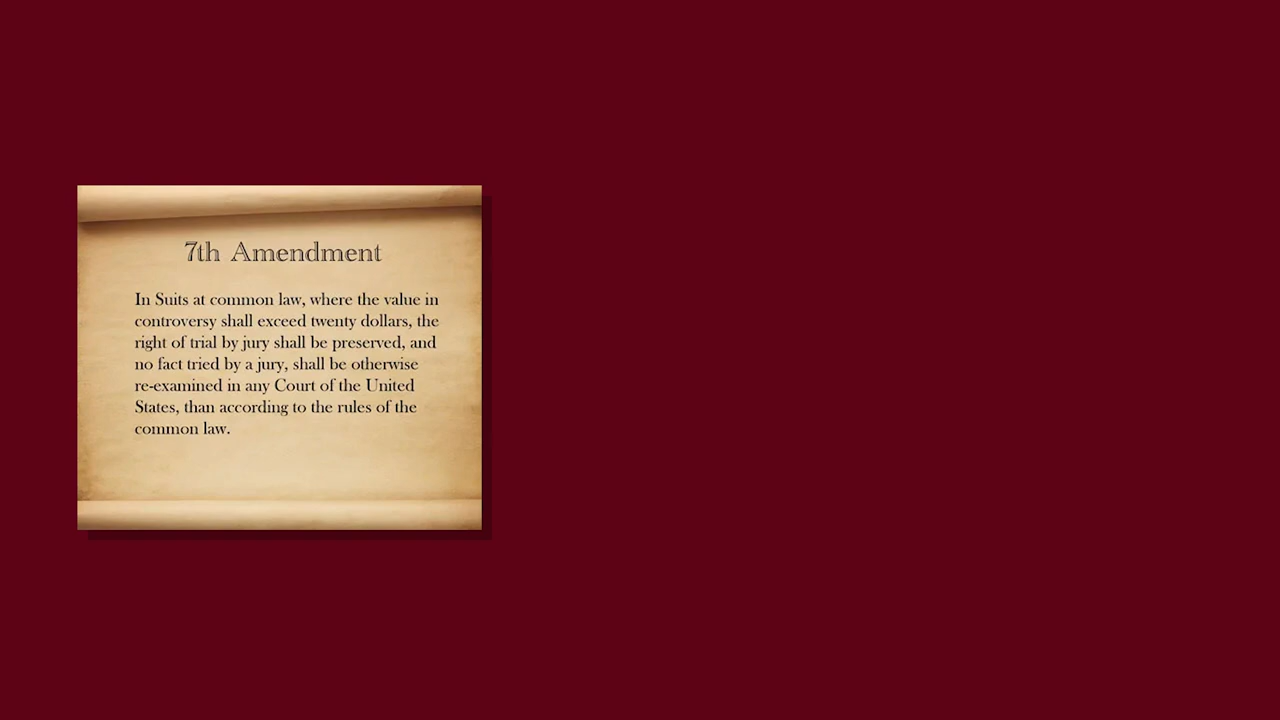 7th Amendment
In Suits at common law, where the value in
controversy shall exceed twenty dollars, the
right of trial by jury shall be preserved, and
no fact tried by a jury, shall be otherwise
re-examined in any Court of the United
States, than according to the rules of the
common law.